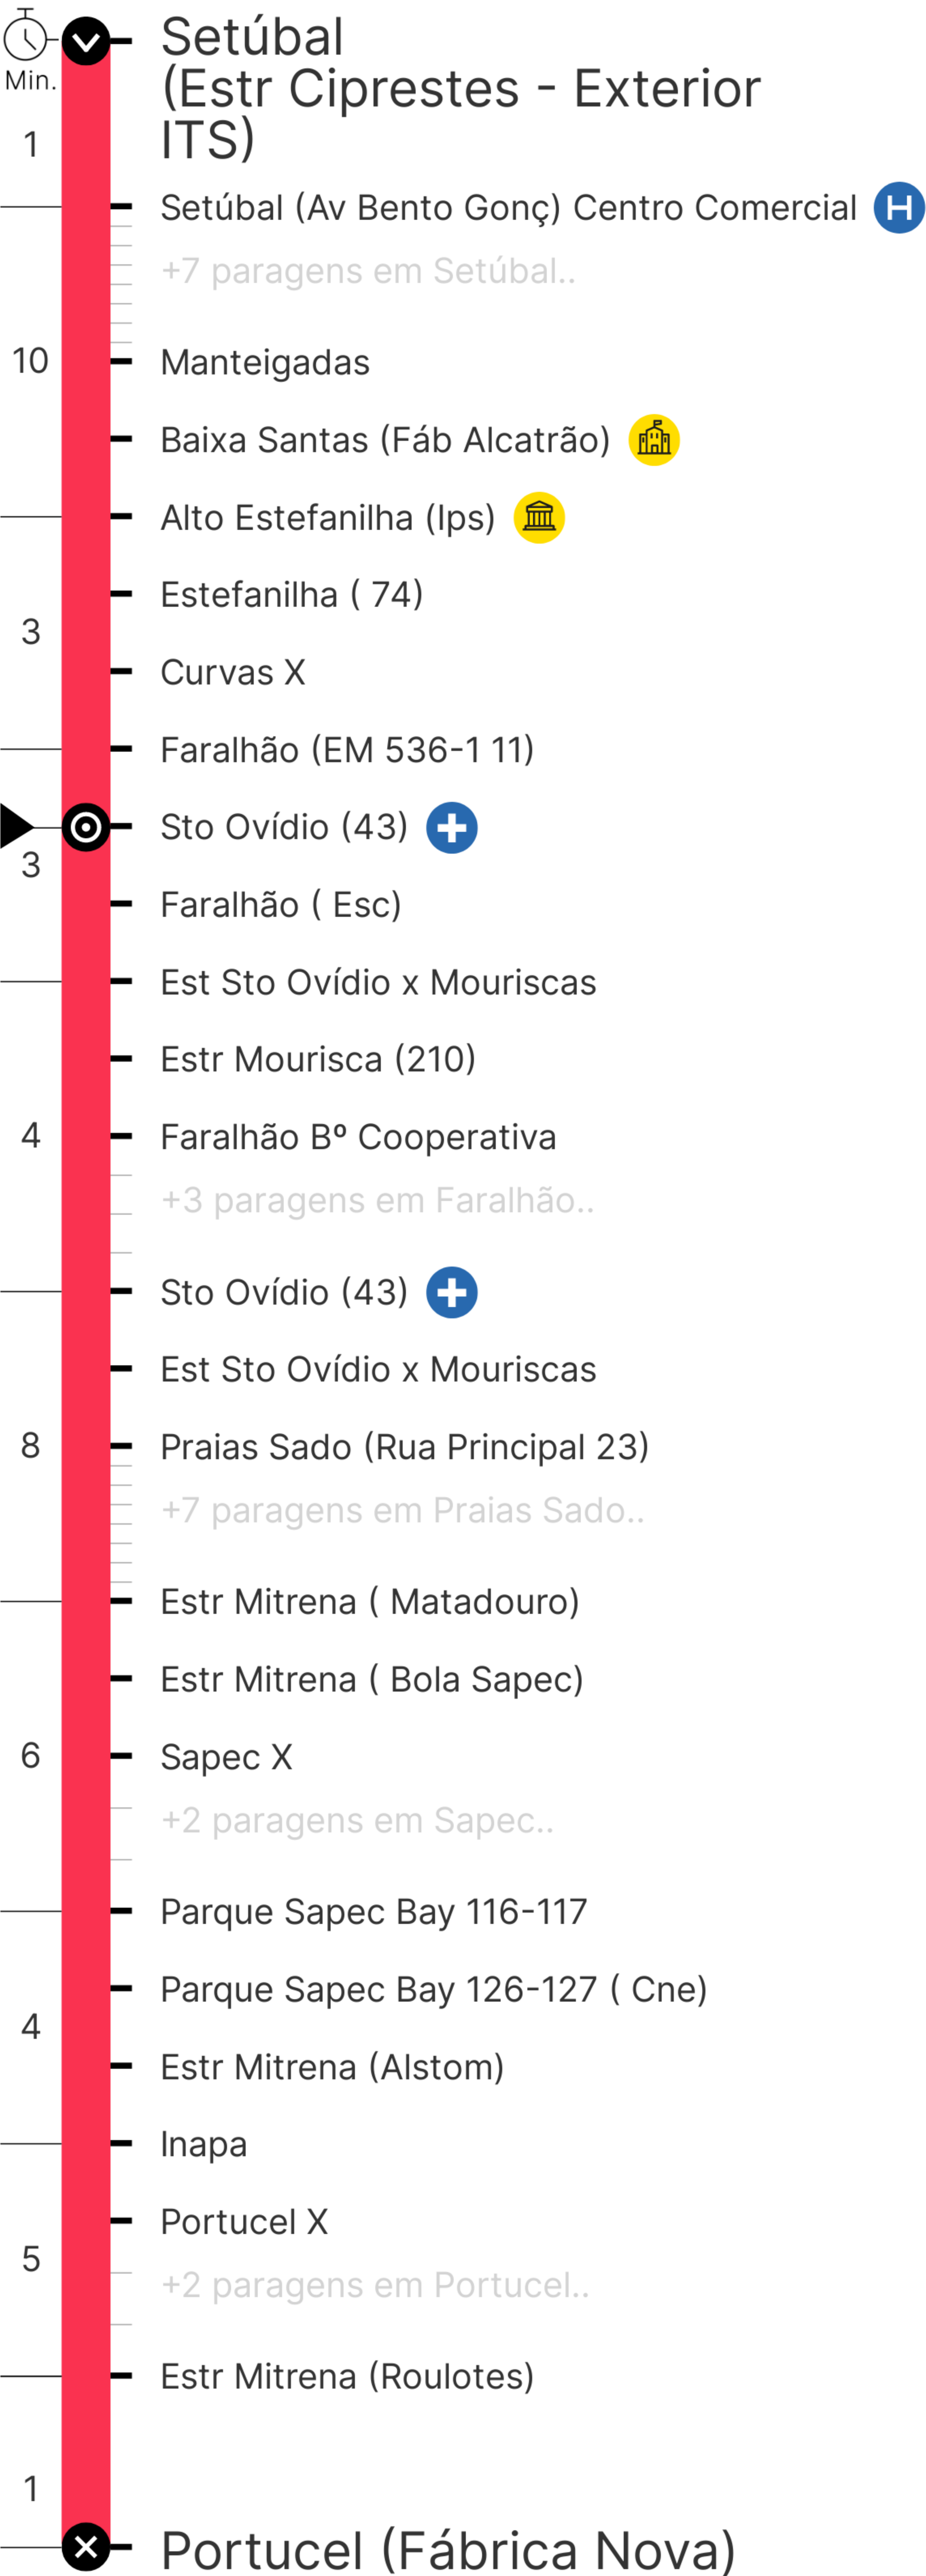 Min.
Setúbal
(Estr Ciprestes - Exterior
ITS)
1
Setúbal (Av Bento Gonç) Centro Comercial H
+7 paragens em Setúbal..
10
Manteigadas
Baixa Santas (Fáb Alcatrão)
Alto Estefanilha (Ips)
Estefanilha ( 74)
3
Curvas X
Faralhão (EM 536-1 11)
Sto Ovídio (43)
3
Faralhão ( Esc)
Est Sto Ovídio x Mouriscas
Estr Mourisca (210)
4
Faralhão Bº Cooperativa
+3 paragens em Faralhão..
Sto Ovídio (43)
Est Sto Ovídio x Mouriscas
8
Praias Sado (Rua Principal 23)
+7 paragens em Praias Sado..
Estr Mitrena ( Matadouro)
Estr Mitrena ( Bola Sapec)
6
Sapec X
+2 paragens em Sapec..
Parque Sapec Bay 116-117
Parque Sapec Bay 126-127 ( Cne)
4
Estr Mitrena (Alstom)
Inapa
Portucel X
5
+2 paragens em Portucel..
Estr Mitrena (Roulotes)
1
Portucel (Fábrica Nova)